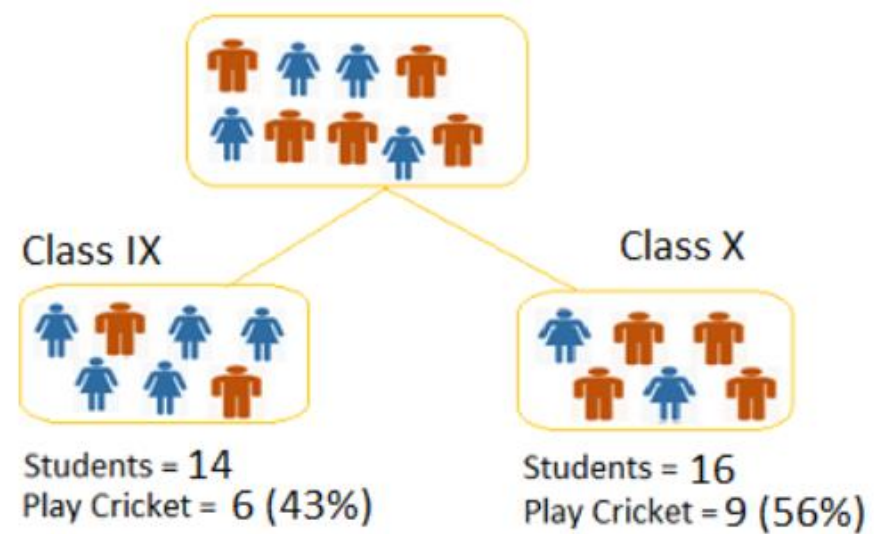 Class IX
Class X
Students = 14
Play Cricket = 6 (43%)
Students = 16
Play Cricket = 9 (56%)